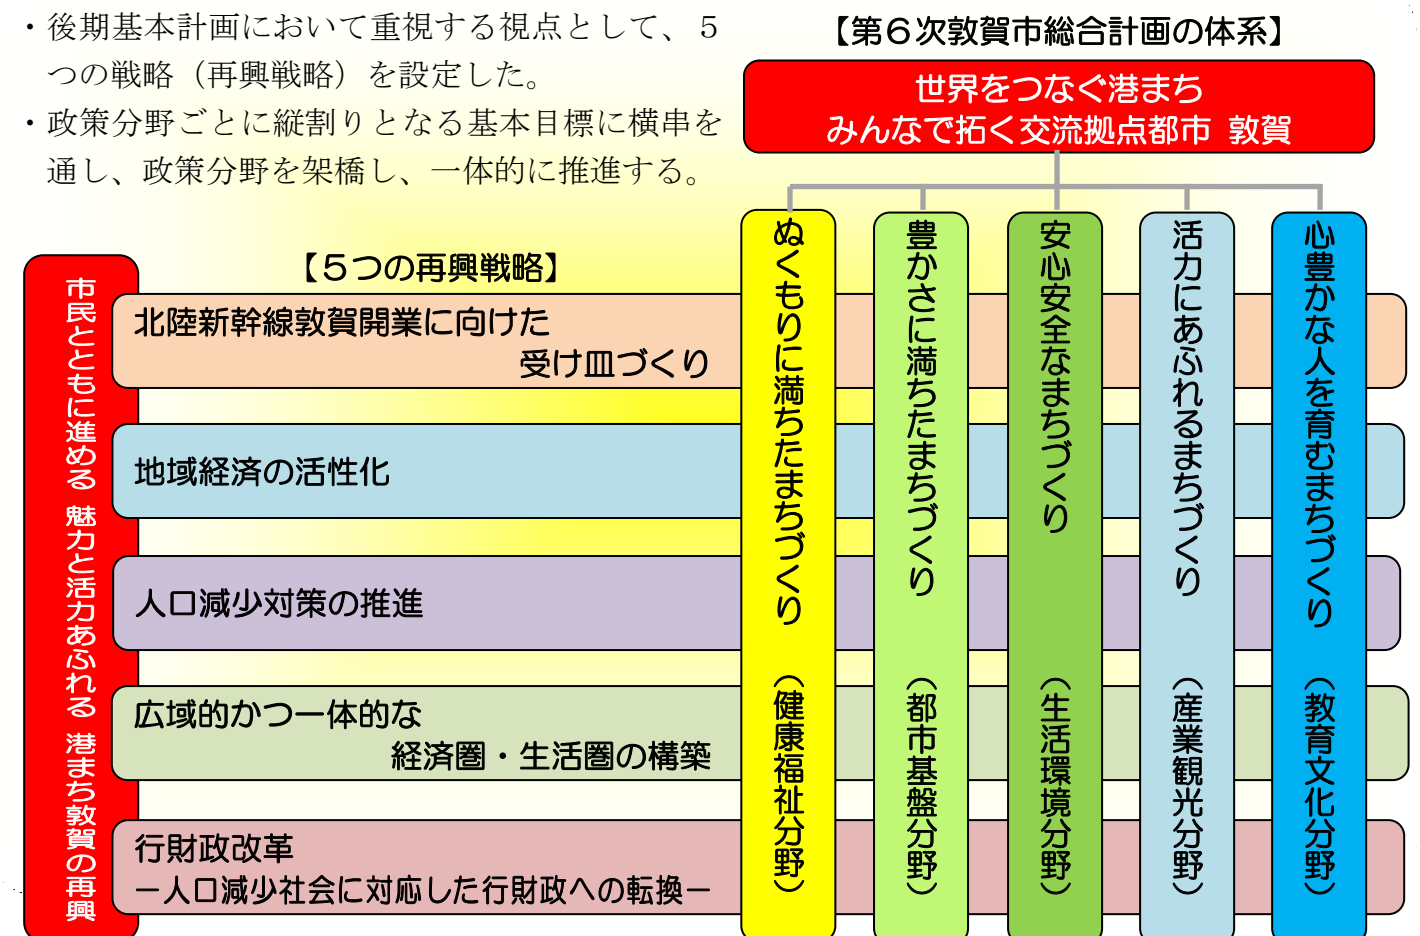 ・後期基本計画において重視する視点として、５
つの戦略（再興戦略）を設定した。
・政策分野ごとに縦割りとなる基本目標に横串を
通し、政策分野を架橋し、一体的に推進する。
【第６次敦賀市総合計画の体系】
世界をつなぐ港まち
みんなで拓く交流拠点都市 敦賀
【５つの再興戦略】
市民とともに進める 魅力と活力あふれる 港まち敦賀の再興
北陸新幹線敦賀開業に向けた
受け皿づくり
地域経済の活性化
人口減少対策の推進
広域的かつ一体的な
経済圏・生活圏の構築
行財政改革
－人口減少社会に対応した行財政への転換－
ぬくもりに満ちたまちづくり （健康福祉分野）
豊かさに満ちたまちづくり （都市基盤分野）
安心安全なまちづくり （生活環境分野）
活力にあふれるまちづくり （産業観光分野）
心豊かな人を育むまちづくり （教育文化分野）